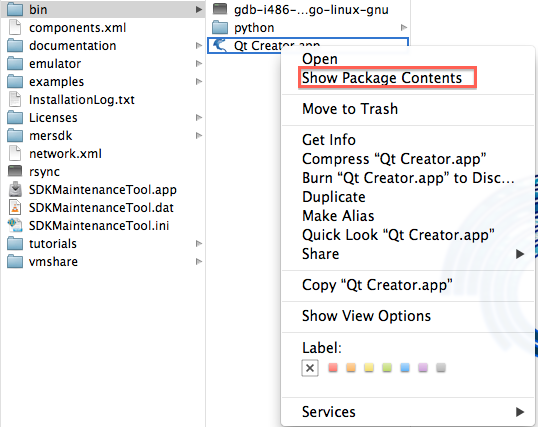 bin
components.xml
documentation
emulator
examples
InstallationLog.txt
Licenses
mersdk
network.xml
rsync
SDKMaintenanceTool.app
SDKMaintenanceTool.dat
SDKMaintenanceTool.ini
tutorials
vmshare
gdb-i486-...go-linux-gnu
python
Qt Creator.app
Open
Show Package Contents
Move to Trash
Get Info
Compress “Qt Creator.app”
Burn “Qt Creator.app” to Disc...
Duplicate
Make Alias
Quick Look “Qt Creator.app”
Share
Copy “Qt Creator.app”
Show View Options
Label:
Services